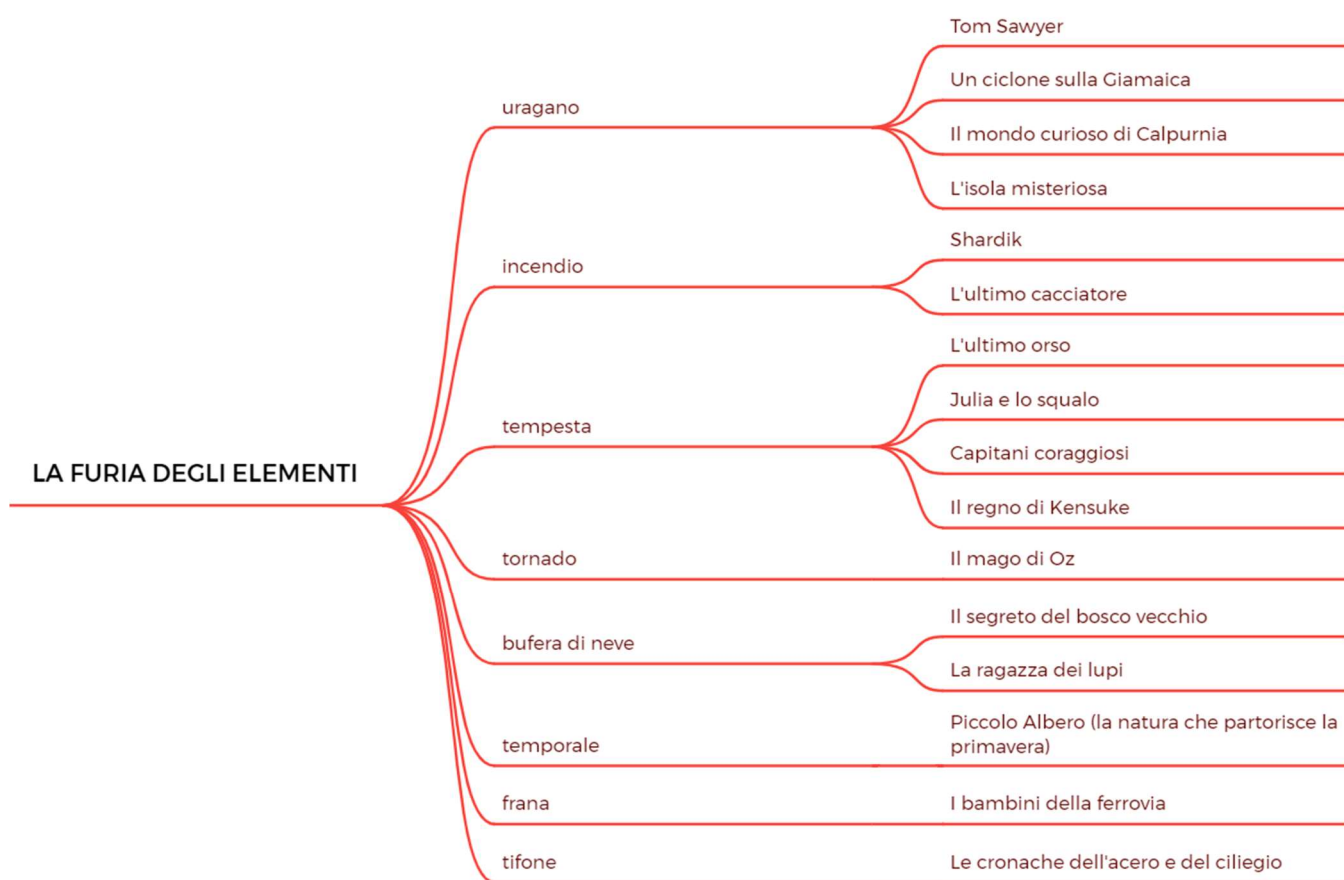 LA FURIA DEGLI ELEMENTI
uragano
Tom Sawyer
Un ciclone sulla Giamaica
Il mondo curioso di Calpurnia
L'isola misteriosa
incendio
Shardik
L'ultimo cacciatore
tempesta
L'ultimo orso
Julia e lo squalo
Capitani coraggiosi
Il regno di Kensuke
tornado
Il mago di Oz
bufera di neve
Il segreto del bosco vecchio
La ragazza dei lupi
temporale
Piccolo Albero (la natura che partorisce la
primavera)
frana
I bambini della ferrovia
tifone
Le cronache dell'acero e del ciliegio